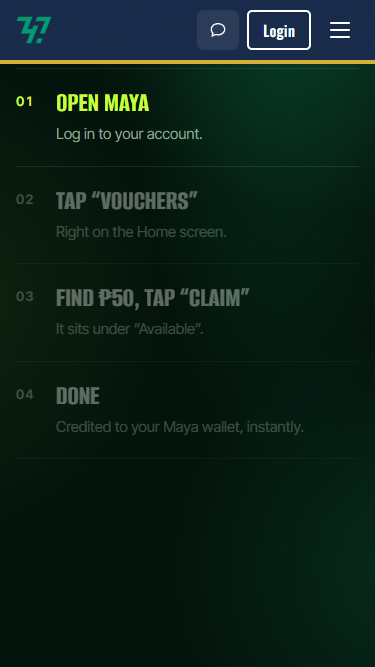 747
Login
01 OPEN MAYA
Log in to your account.
02 TAP “VOUCHERS”
Right on the Home screen.
03 FIND ₱50, TAP “CLAIM”
It sits under “Available”.
04 DONE
Credited to your Maya wallet, instantly.